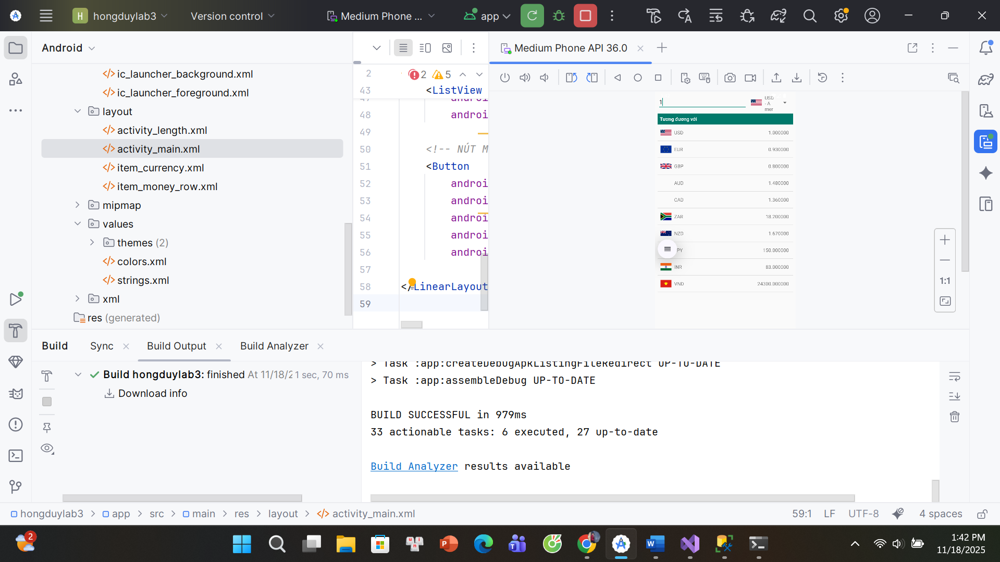 H hongduylab3
Version control
Medium Phone ...
app
Android
ic_launcher_background.xml
ic_launcher_foreground.xml
layout
activity_length.xml
activity_main.xml
item_currency.xml
item_money_row.xml
mipmap
values
themes (2)
colors.xml
strings.xml
xml
res (generated)
2
2 5
43 <ListView
47 androi
48 androi
49
50 <!-- NÚT M
51 <Button
52 androi
53 androi
54 androi
55 androi
56 androi
57
58 </LinearLayout
59
Medium Phone API 36.0
1
USD
- A
mer
Tương đương với
USD 1.000000
EUR 0.930000
GBP 0.800000
AUD 1.480000
CAD 1.360000
ZAR 18.200000
NZD 1.670000
PY 150.000000
INR 83.000000
VND 24300.000000
1:1
Build
Sync
Build Output
Build Analyzer
Build hongduylab3: finished At 11/18/2 1 sec, 70 ms
Download info
> Task :app:createDebugApkListingFileRedirect UP-TO-DATE
> Task :app:assembleDebug UP-TO-DATE
BUILD SUCCESSFUL in 979ms
33 actionable tasks: 6 executed, 27 up-to-date
Build Analyzer results available
hongduylab3 > app > src > main > res > layout > activity_main.xml
59:1 LF UTF-8 4 spaces
2
1:42 PM
11/18/2025